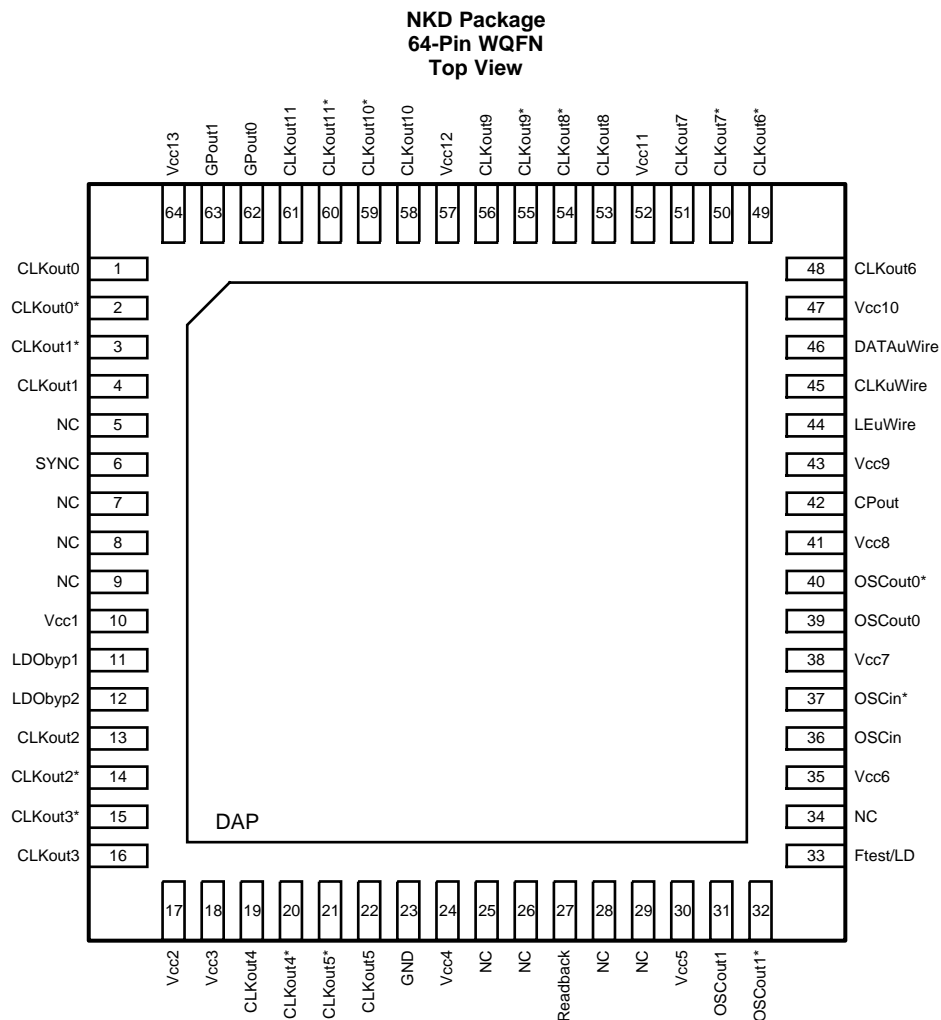 NKD Package
64-Pin WQFN
Top View
Vcc13
GPout1
GPout0
CLKout11
CLKout11*
CLKout10*
CLKout10
Vcc12
CLKout9
CLKout9*
CLKout8*
CLKout8
Vcc11
CLKout7
CLKout7*
CLKout6*
64
63
62
61
60
59
58
57
56
55
54
53
52
51
50
49
CLKout0 1
CLKout0* 2
CLKout1* 3
CLKout1 4
NC 5
SYNC 6
NC 7
NC 8
NC 9
Vcc1 10
LDObyp1 11
LDObyp2 12
CLKout2 13
CLKout2* 14
CLKout3* 15
CLKout3 16
48 CLKout6
47 Vcc10
46 DATAuWire
45 CLKuWire
44 LEuWire
43 Vcc9
42 CPout
41 Vcc8
40 OSCout0*
39 OSCout0
38 Vcc7
37 OSCin*
36 OSCin
35 Vcc6
34 NC
33 Ftest/LD
DAP
17
18
19
20
21
22
23
24
25
26
27
28
29
30
31
32
Vcc2
Vcc3
CLKout4
CLKout4*
CLKout5*
CLKout5
GND
Vcc4
NC
NC
Readback
NC
NC
Vcc5
OSCout1
OSCout1*